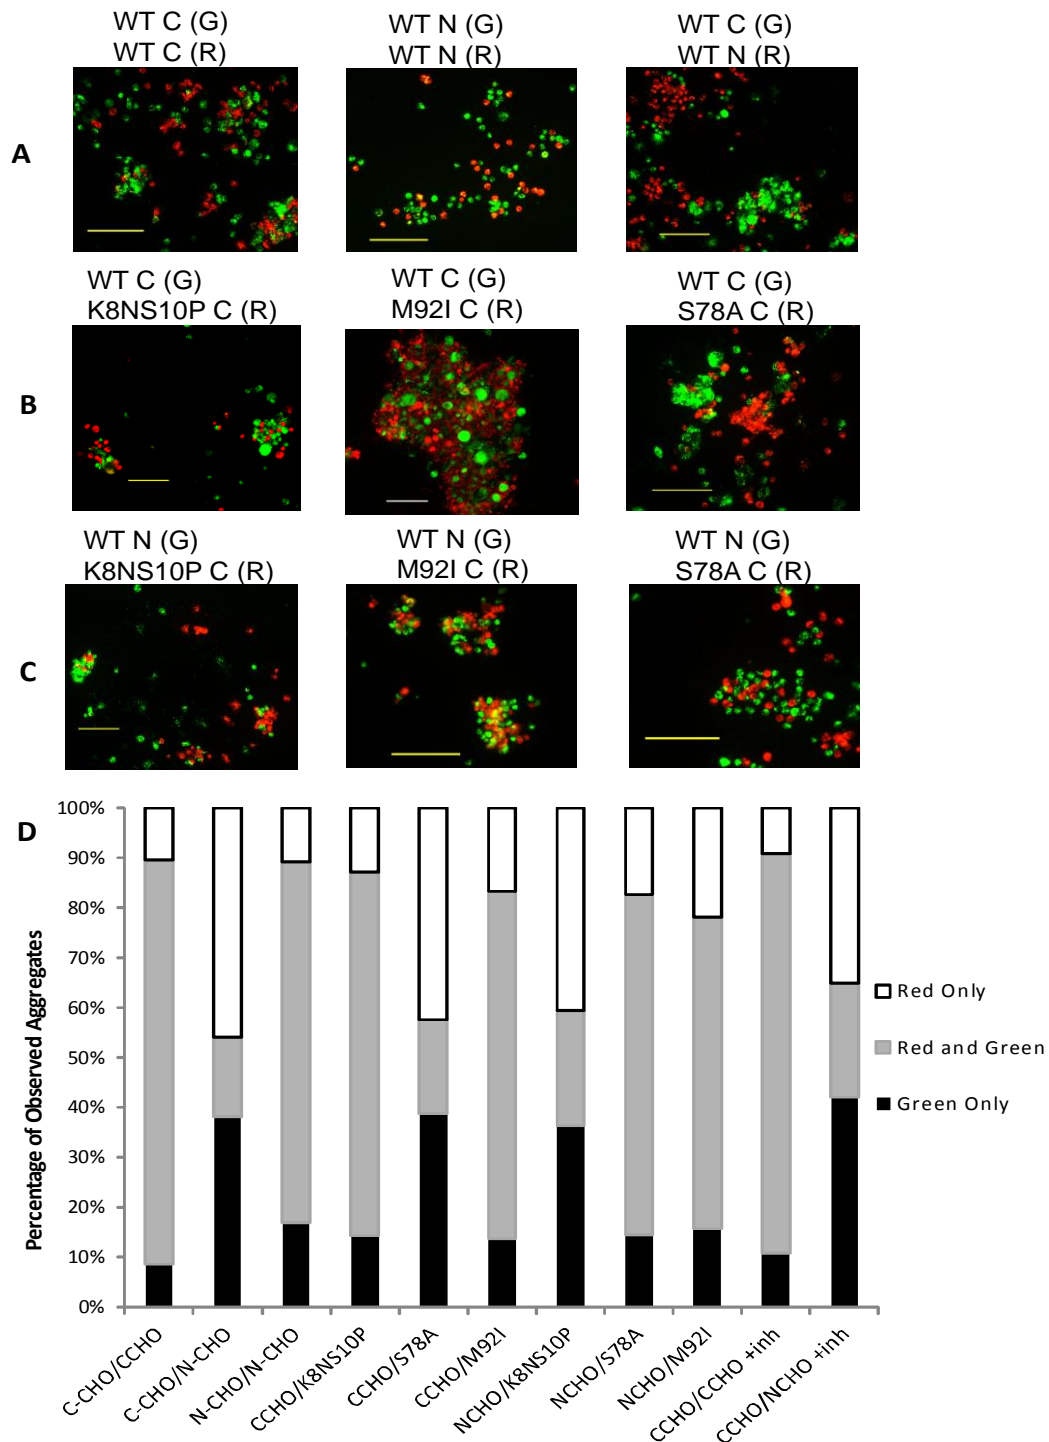 WT C (G)
WT C (R)
WT N (G)
WT N (R)
WT C (G)
WT N (R)
A
WT C (G)
K8NS10P C (R)
WT C (G)
M92I C (R)
WT C (G)
S78A C (R)
B
WT N (G)
K8NS10P C (R)
WT N (G)
M92I C (R)
WT N (G)
S78A C (R)
C
D
Percentage of Observed Aggregates
100%
90%
80%
70%
60%
50%
40%
30%
20%
10%
0%
Red Only
Red and Green
Green Only
C-CHO/CCHO
C-CHO/N-CHO
N-CHO/N-CHO
CCHO/K8NS10P
CCHO/S78A
CCHO/M92I
NCHO/K8NS10P
NCHO/S78A
NCHO/M92I
CCHO/CCHO +inh
CCHO/NCHO +inh